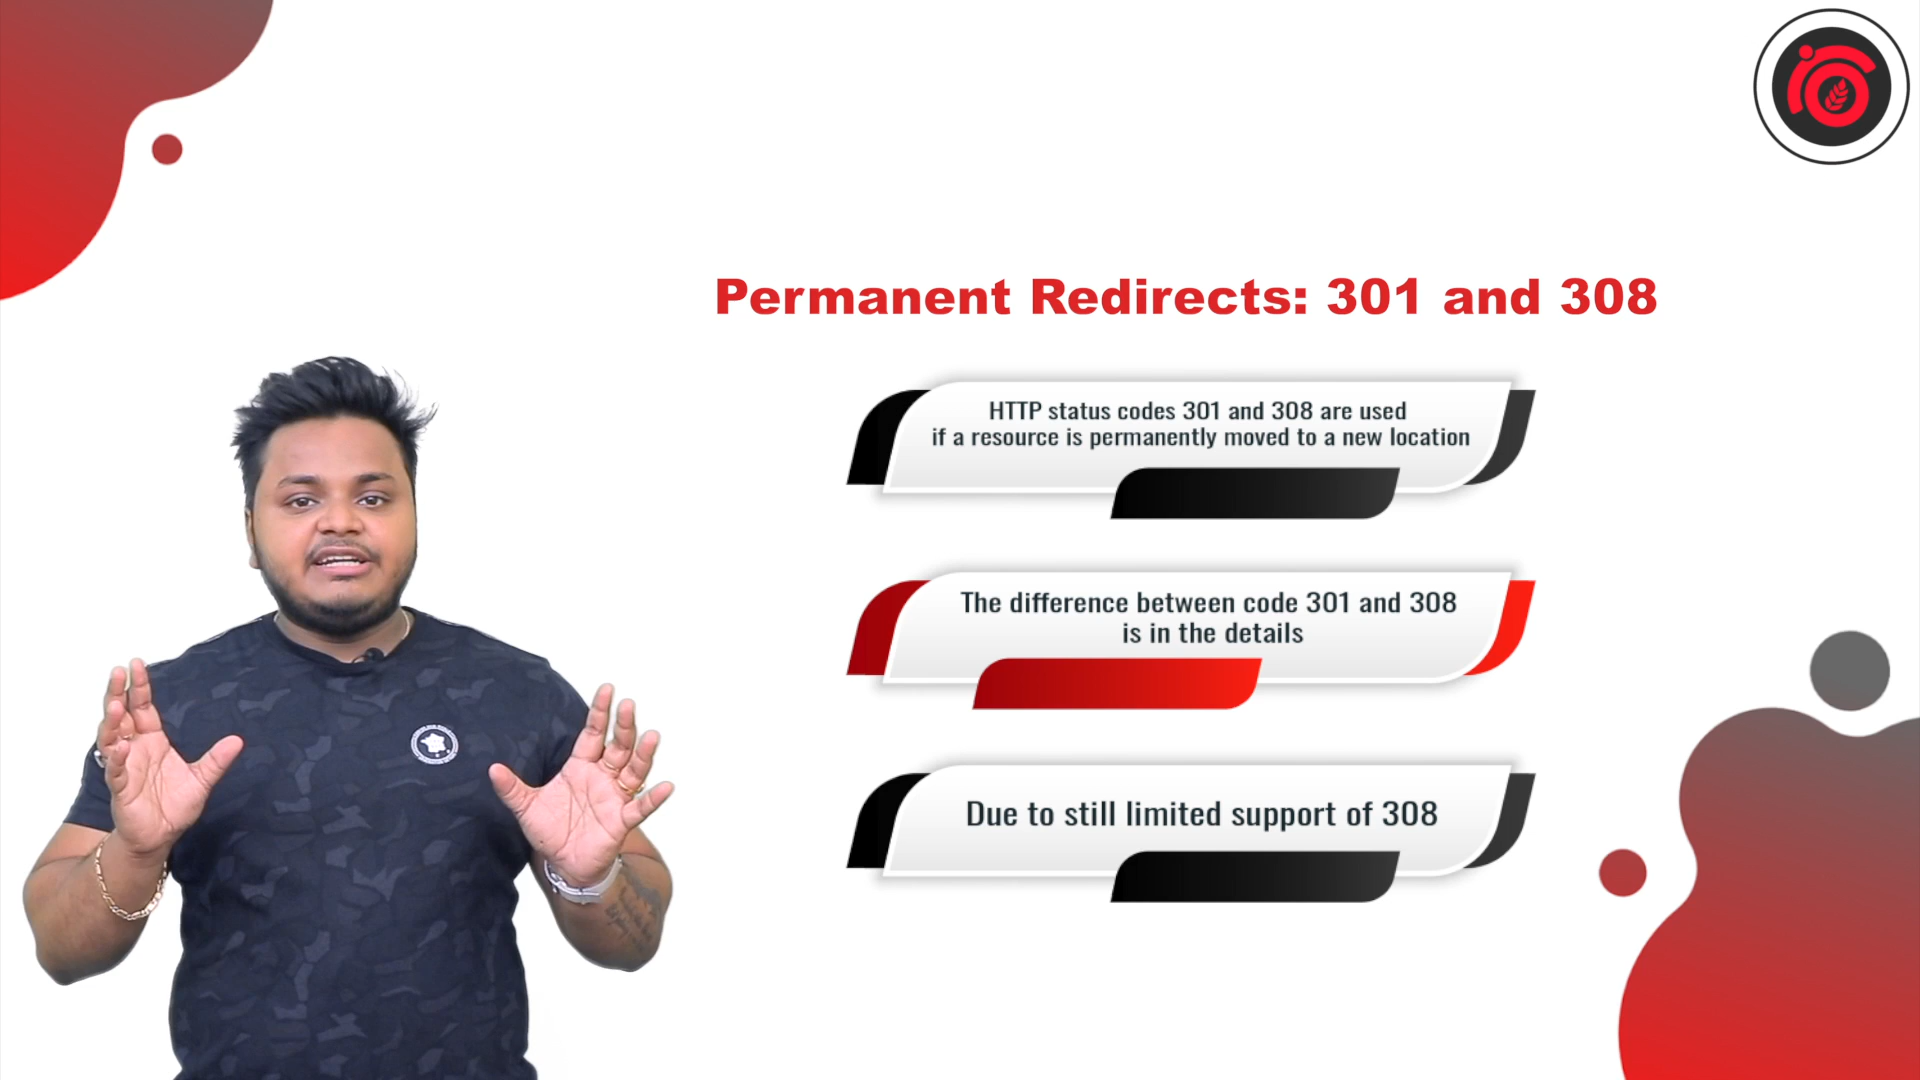 Permanent Redirects: 301 and 308
HTTP status codes 301 and 308 are used
if a resource is permanently moved to a new location
The difference between code 301 and 308
is in the details
Due to still limited support of 308